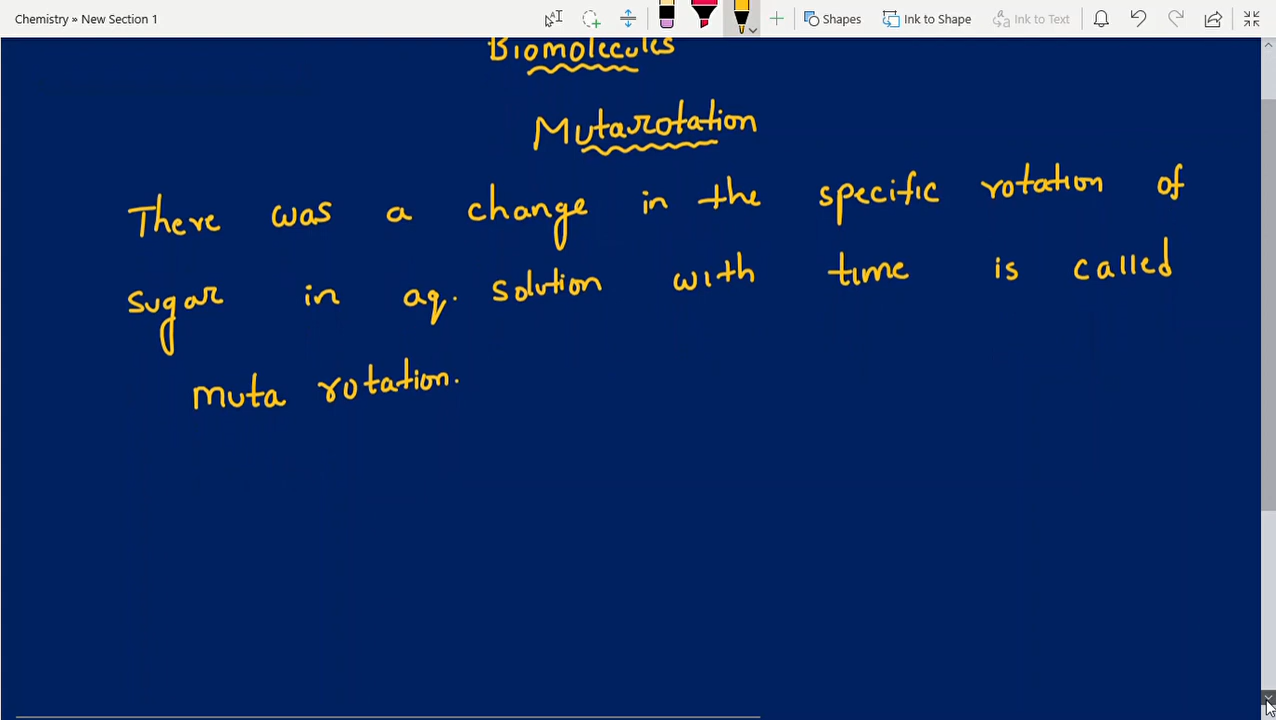 Chemistry » New Section 1
Shapes
Ink to Shape
Ink to Text
Biomolecules
Mutarotation
There was a change in the specific rotation of
sugar in aq. solution with time is called
muta rotation.